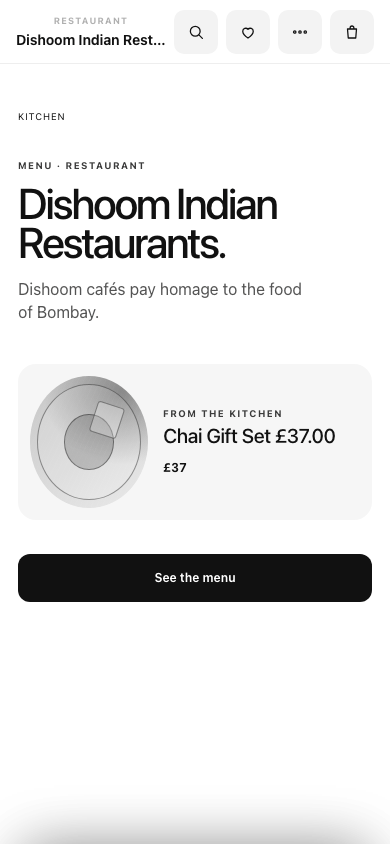 RESTAURANT
Dishoom Indian Rest...
KITCHEN
MENU · RESTAURANT
Dishoom Indian
Restaurants.
Dishoom cafés pay homage to the food
of Bombay.
FROM THE KITCHEN
Chai Gift Set £37.00
£37
See the menu